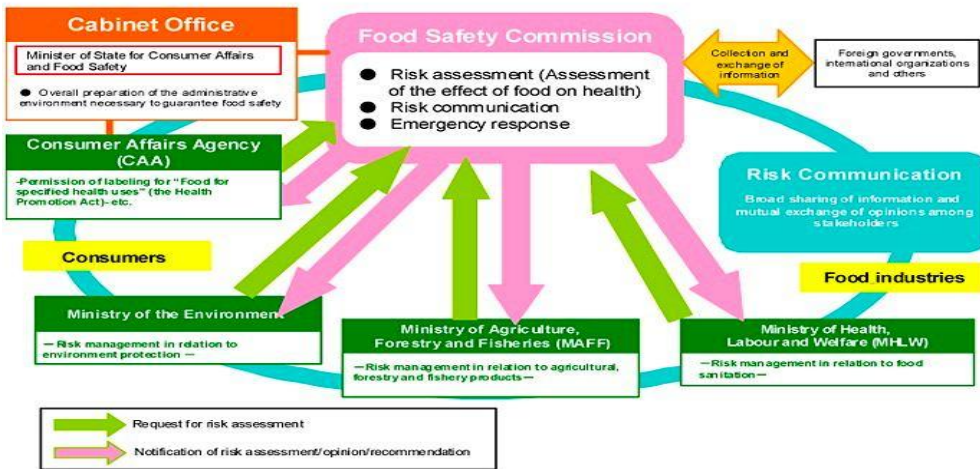 Cabinet Office
Minister of State for Consumer Affairs
and Food Safety
● Overall preparation of the administrative
environment necessary to guarantee food safety
Food Safety Commission
● Risk assessment (Assessment
of the effect of food on health)
● Risk communication
● Emergency response
Collection and
exchange of
information
Foreign governments,
international organizations
and others
Consumer Affairs Agency
(CAA)
-Permission of labeling for “Food for
specified health uses” (the Health
Promotion Act)- etc.
Risk Communication
Broad sharing of information and
mutual exchange of opinions among
stakeholders
Consumers
Food industries
Ministry of the Environment
— Risk management in relation to
environment protection —
Ministry of Agriculture,
Forestry and Fisheries (MAFF)
—Risk management in relation to agricultural,
forestry and fishery products—
Ministry of Health,
Labour and Welfare (MHLW)
—Risk management in relation to food
sanitation—
Request for risk assessment
Notification of risk assessment/opinion/recommendation